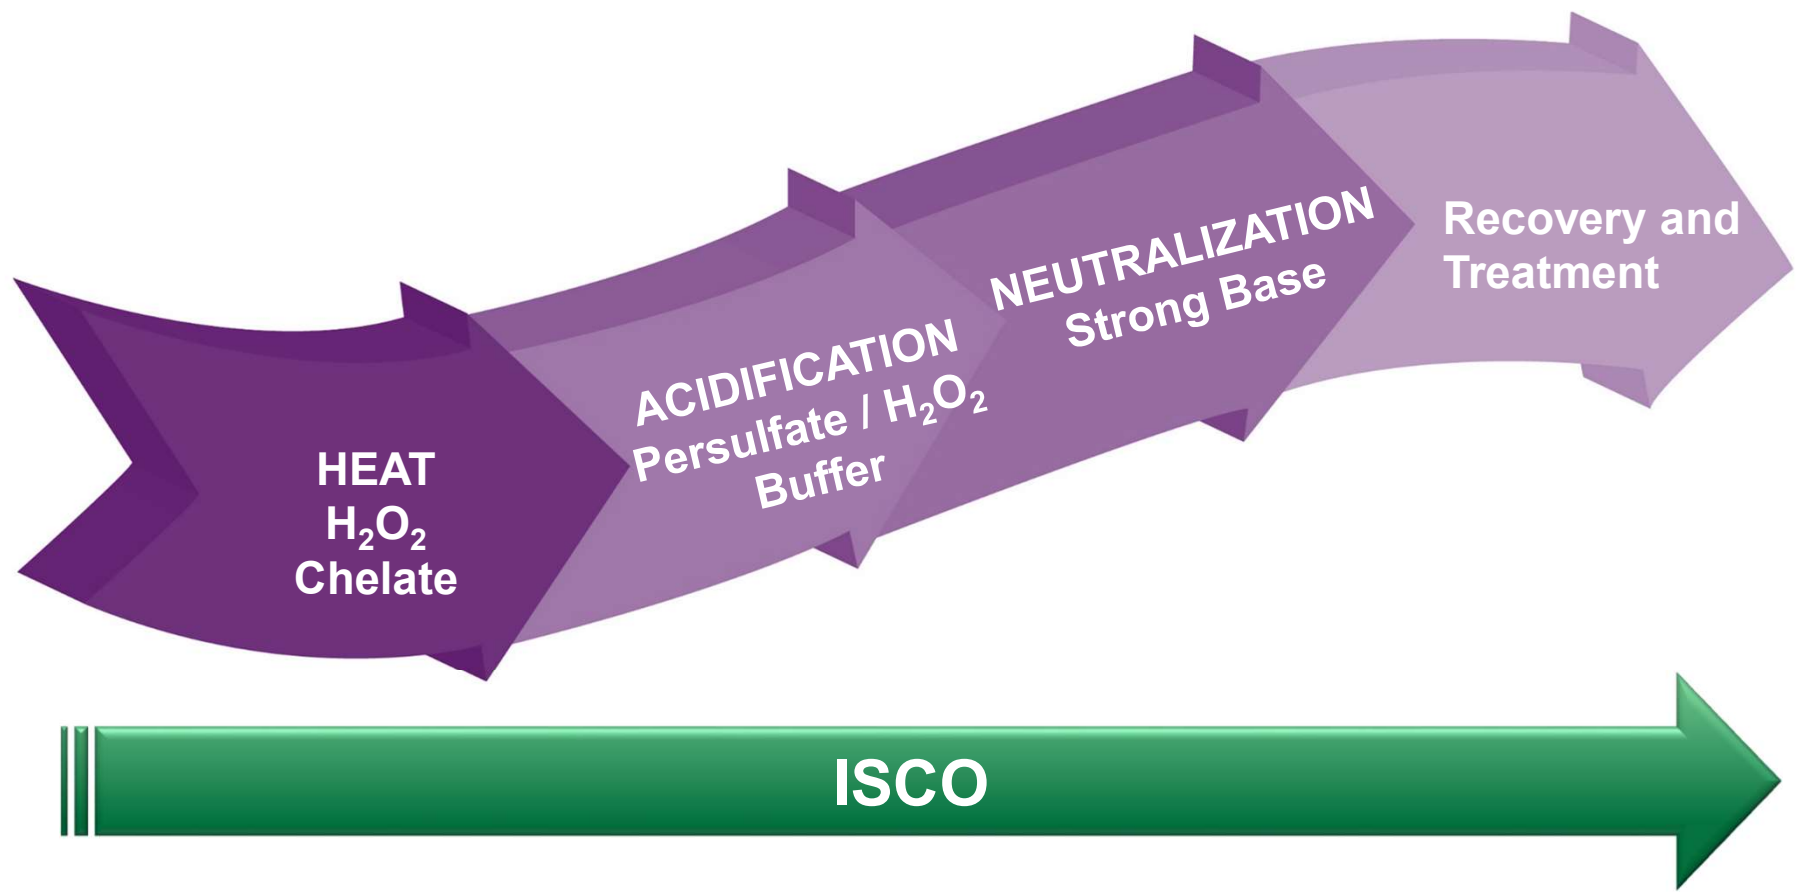 HEAT
H₂O₂
Chelate
ACIDIFICATION
Persulfate / H₂O₂
Buffer
NEUTRALIZATION
Strong Base
Recovery and
Treatment
ISCO